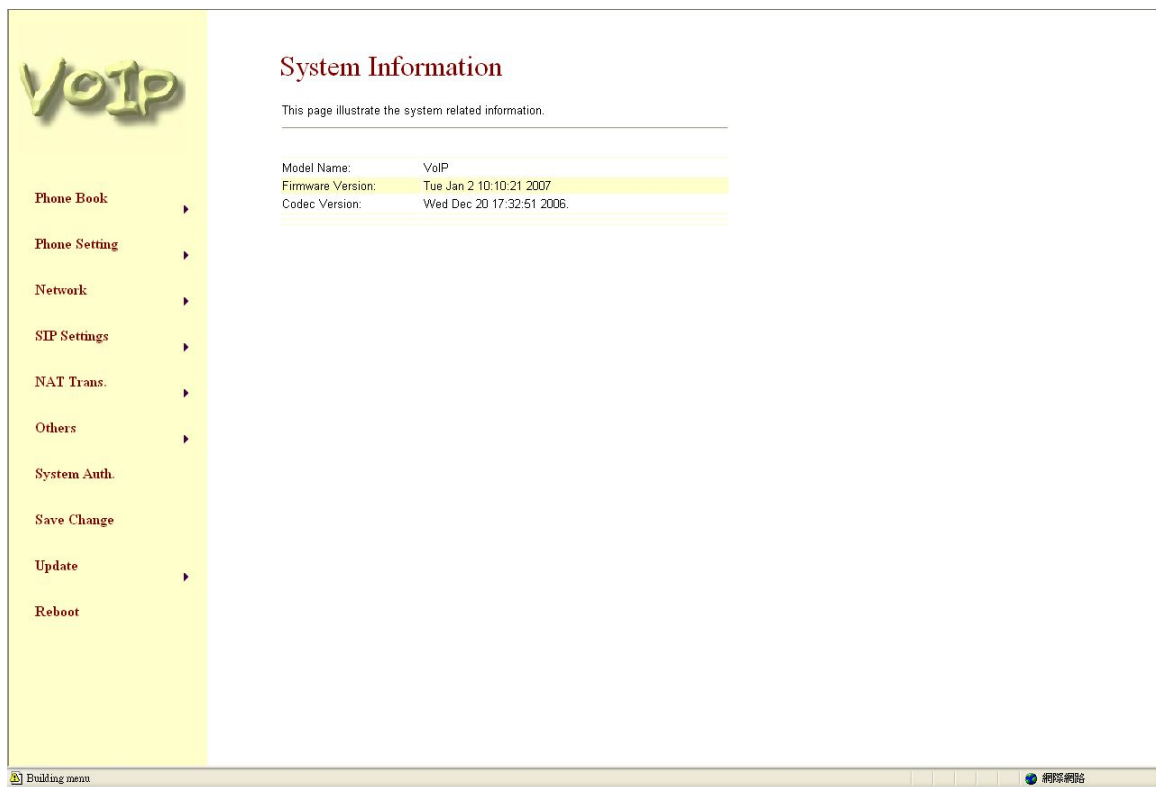 VOIP
Phone Book
Phone Setting
Network
SIP Settings
NAT Trans.
Others
System Auth.
Save Change
Update
Reboot
System Information
This page illustrate the system related information.
Model Name: VoIP
Firmware Version: Tue Jan 2 10:10:21 2007
Codec Version: Wed Dec 20 17:32:51 2006.
Building menu
網際網路